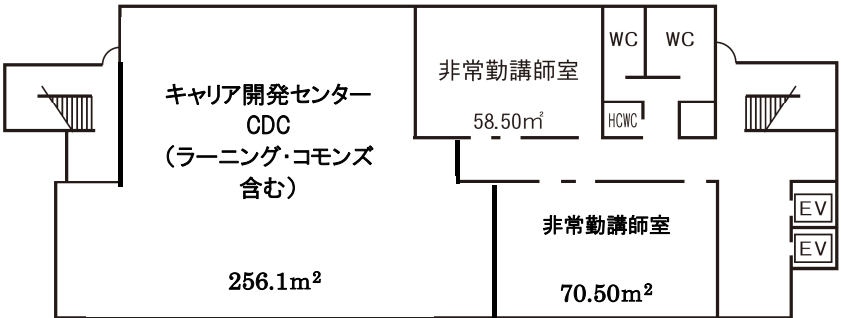 キャリア開発センター
CDC
（ラーニング・コモンズ
含む）
256.1m²
非常勤講師室
58.50㎡
WC
WC
HCWC
非常勤講師室
70.50m²
EV
EV